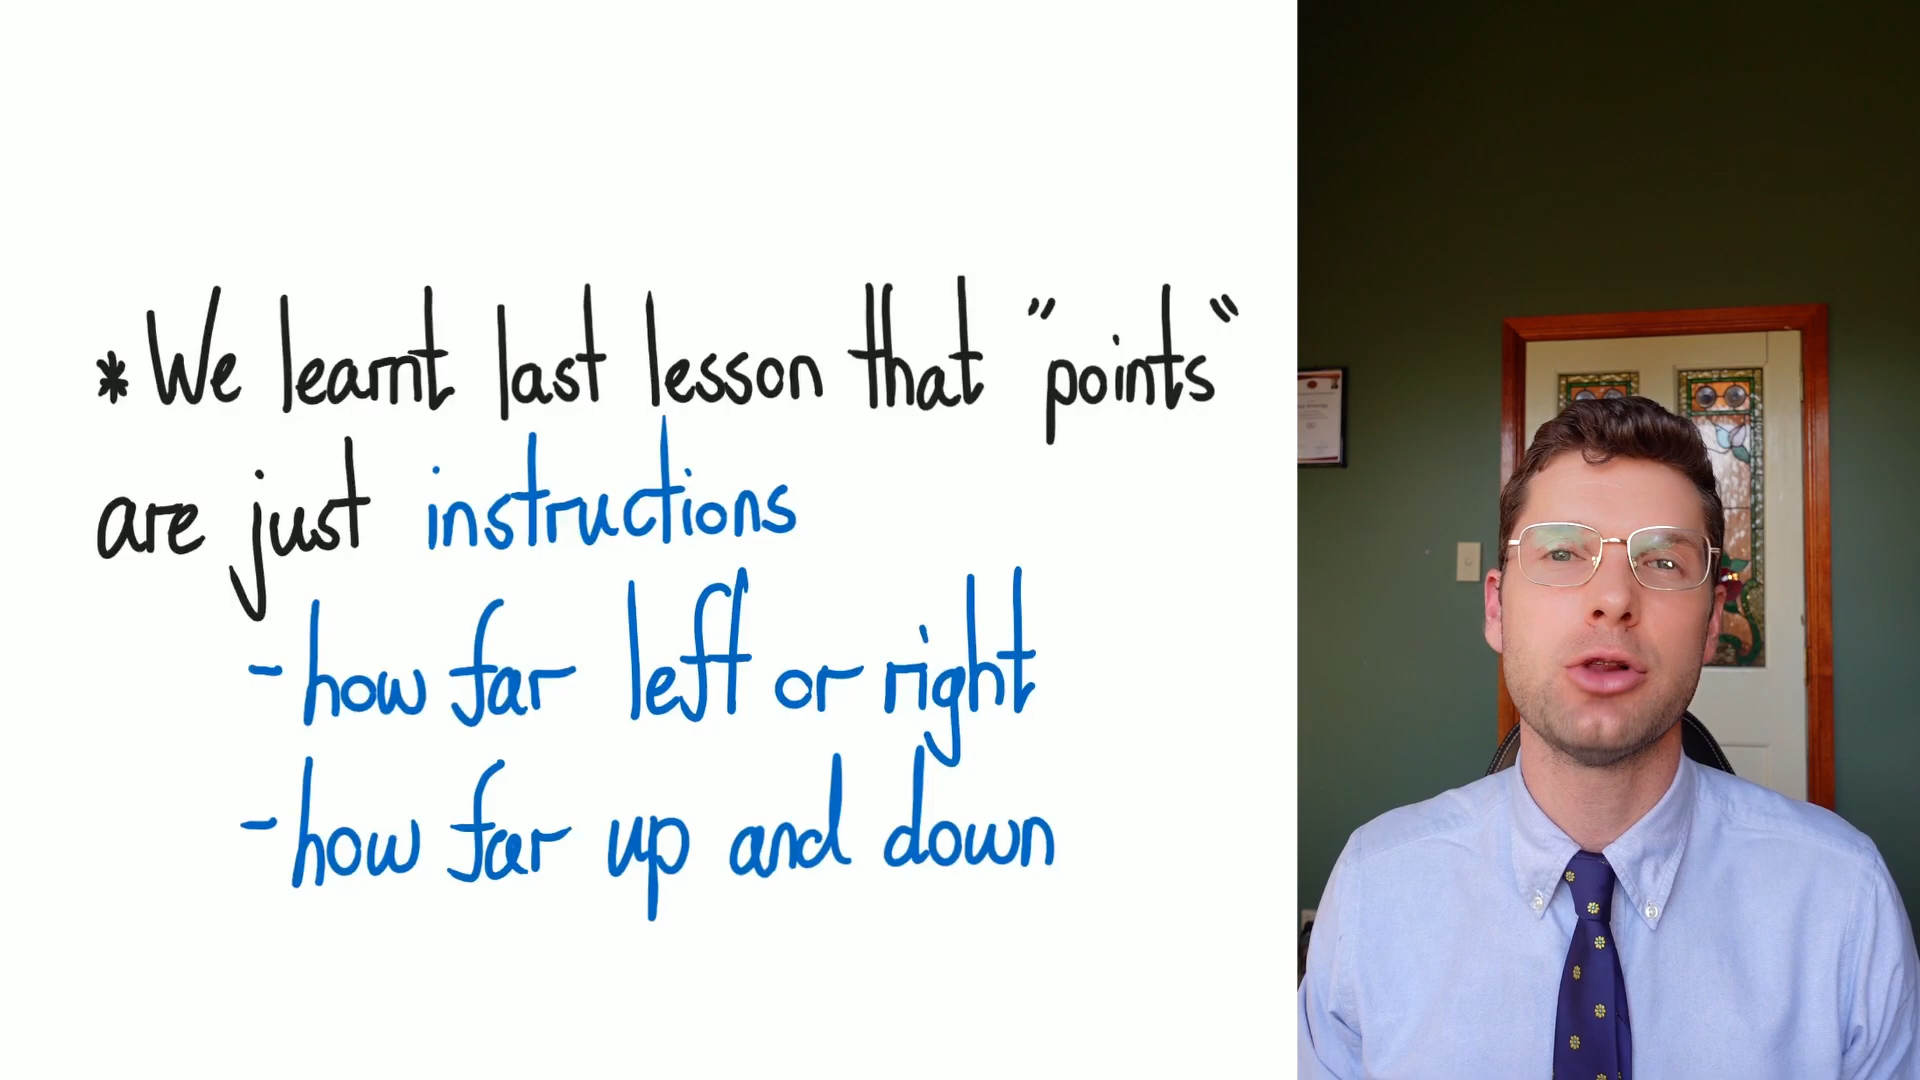 * We learnt last lesson that "points"
are just instructions
- how far left or right
- how far up and down